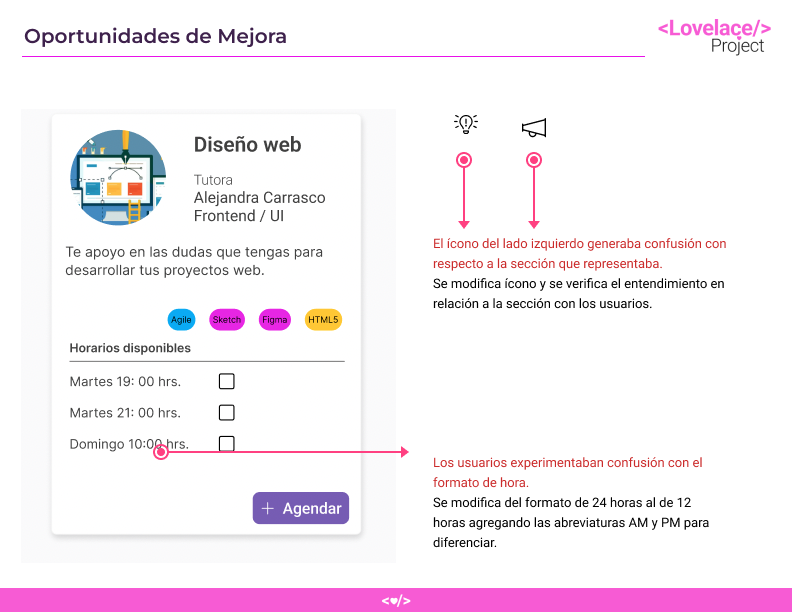 Oportunidades de Mejora
<Lovelace/>
Project
Diseño web
Tutora
Alejandra Carrasco
Frontend / UI
Te apoyo en las dudas que tengas para
desarrollar tus proyectos web.
Agile
Sketch
Figma
HTML5
Horarios disponibles
Martes 19: 00 hrs.
Martes 21: 00 hrs.
Domingo 10:00 hrs.
+ Agendar
El ícono del lado izquierdo generaba confusión con
respecto a la sección que representaba.
Se modifica ícono y se verifica el entendimiento en
relación a la sección con los usuarios.
Los usuarios experimentaban confusión con el
formato de hora.
Se modifica del formato de 24 horas al de 12
horas agregando las abreviaturas AM y PM para
diferenciar.
<♥/>